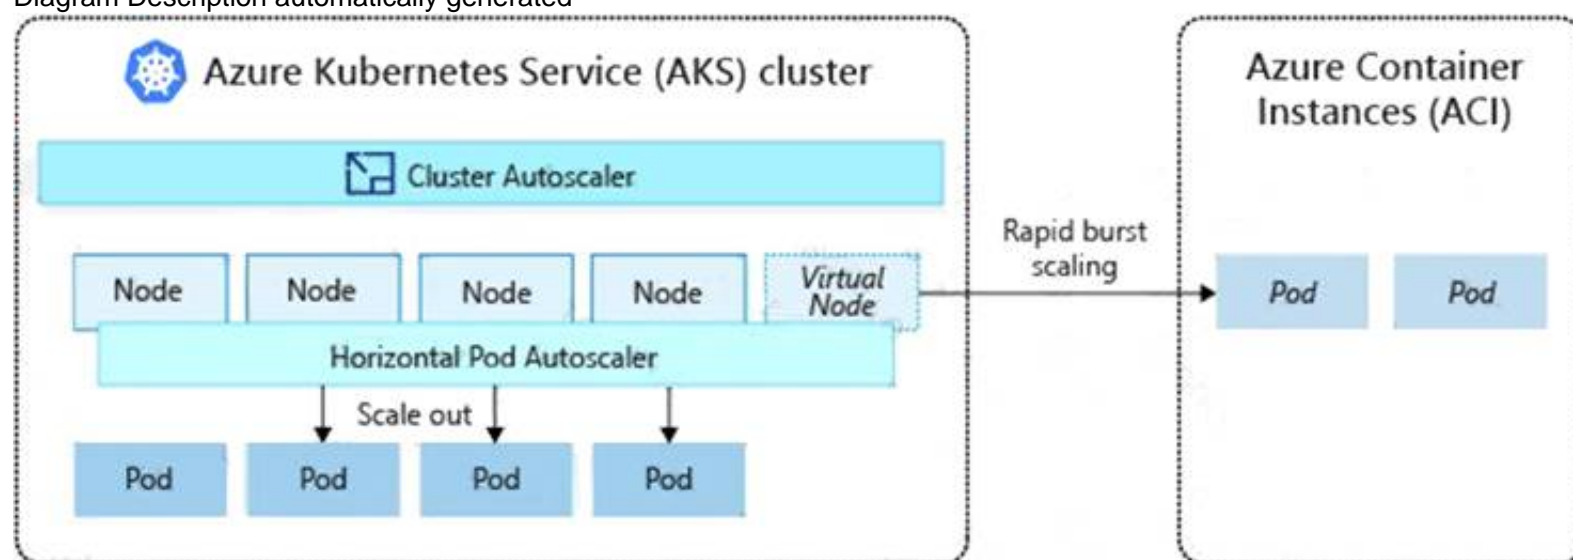 Diagram Description automatically generated
Azure Kubernetes Service (AKS) cluster
Cluster Autoscaler
Node
Node
Node
Node
Virtual
Node
Horizontal Pod Autoscaler
Scale out
Pod
Pod
Pod
Pod
Rapid burst
scaling
Azure Container
Instances (ACI)
Pod
Pod